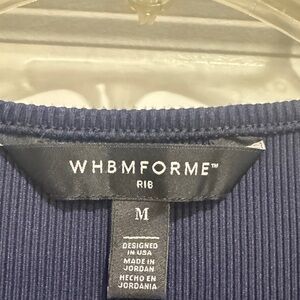 WHBMFORME™
RIB
M
DESIGNED
IN USA
MADE IN
JORDAN
HECHO EN
JORDANIA